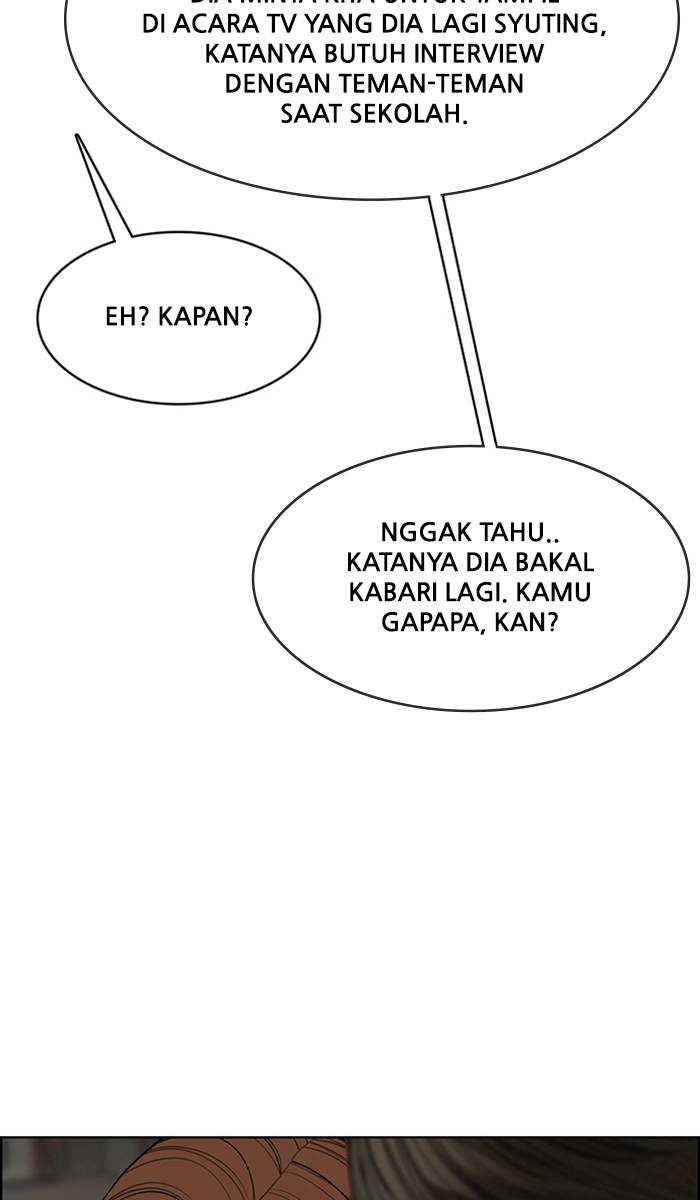 DI ACARA TV YANG DIA LAGI SYUTING,
KATANYA BUTUH INTERVIEW
DENGAN TEMAN-TEMAN
SAAT SEKOLAH.
EH? KAPAN?
NGGAK TAHU..
KATANYA DIA BAKAL
KABARI LAGI. KAMU
GAPAPA, KAN?